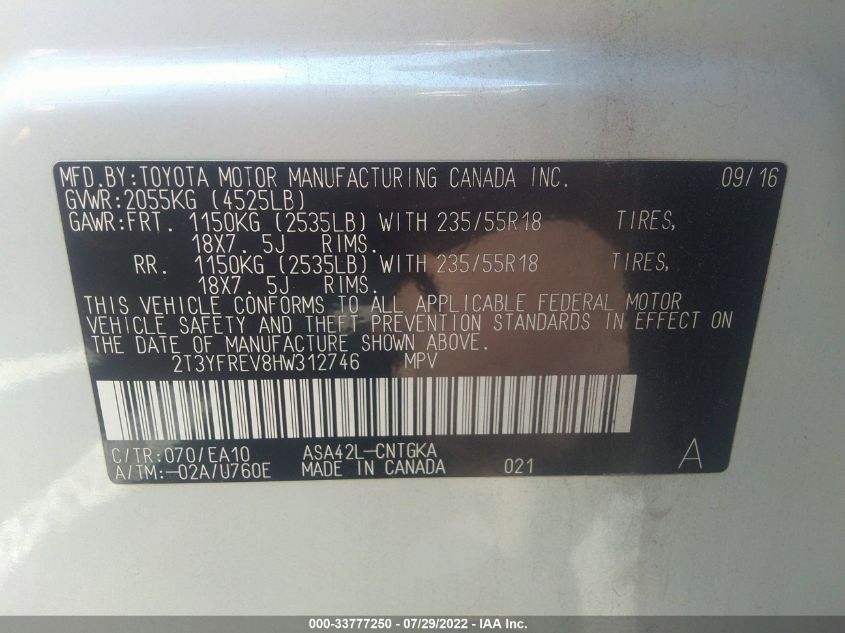 MFD.BY:TOYOTA MOTOR MANUFACTURING CANADA INC. 09/16
GVWR:2055KG (4525LB)
GAWR:FRT. 1150KG (2535LB) WITH 235/55R18 TIRES,
18X7. 5J RIMS.
RR. 1150KG (2535LB) WITH 235/55R18 TIRES,
18X7. 5J RIMS.
THIS VEHICLE CONFORMS TO ALL APPLICABLE FEDERAL MOTOR
VEHICLE SAFETY AND THEFT PREVENTION STANDARDS IN EFFECT ON
THE DATE OF MANUFACTURE SHOWN ABOVE.
2T3YFREV8HW312746 MPV
C/TR:070/EA10 ASA42L-CNTGKA
A/TM:-02A/U760E MADE IN CANADA 021 A
000-33777250 - 07/29/2022 - IAA Inc.